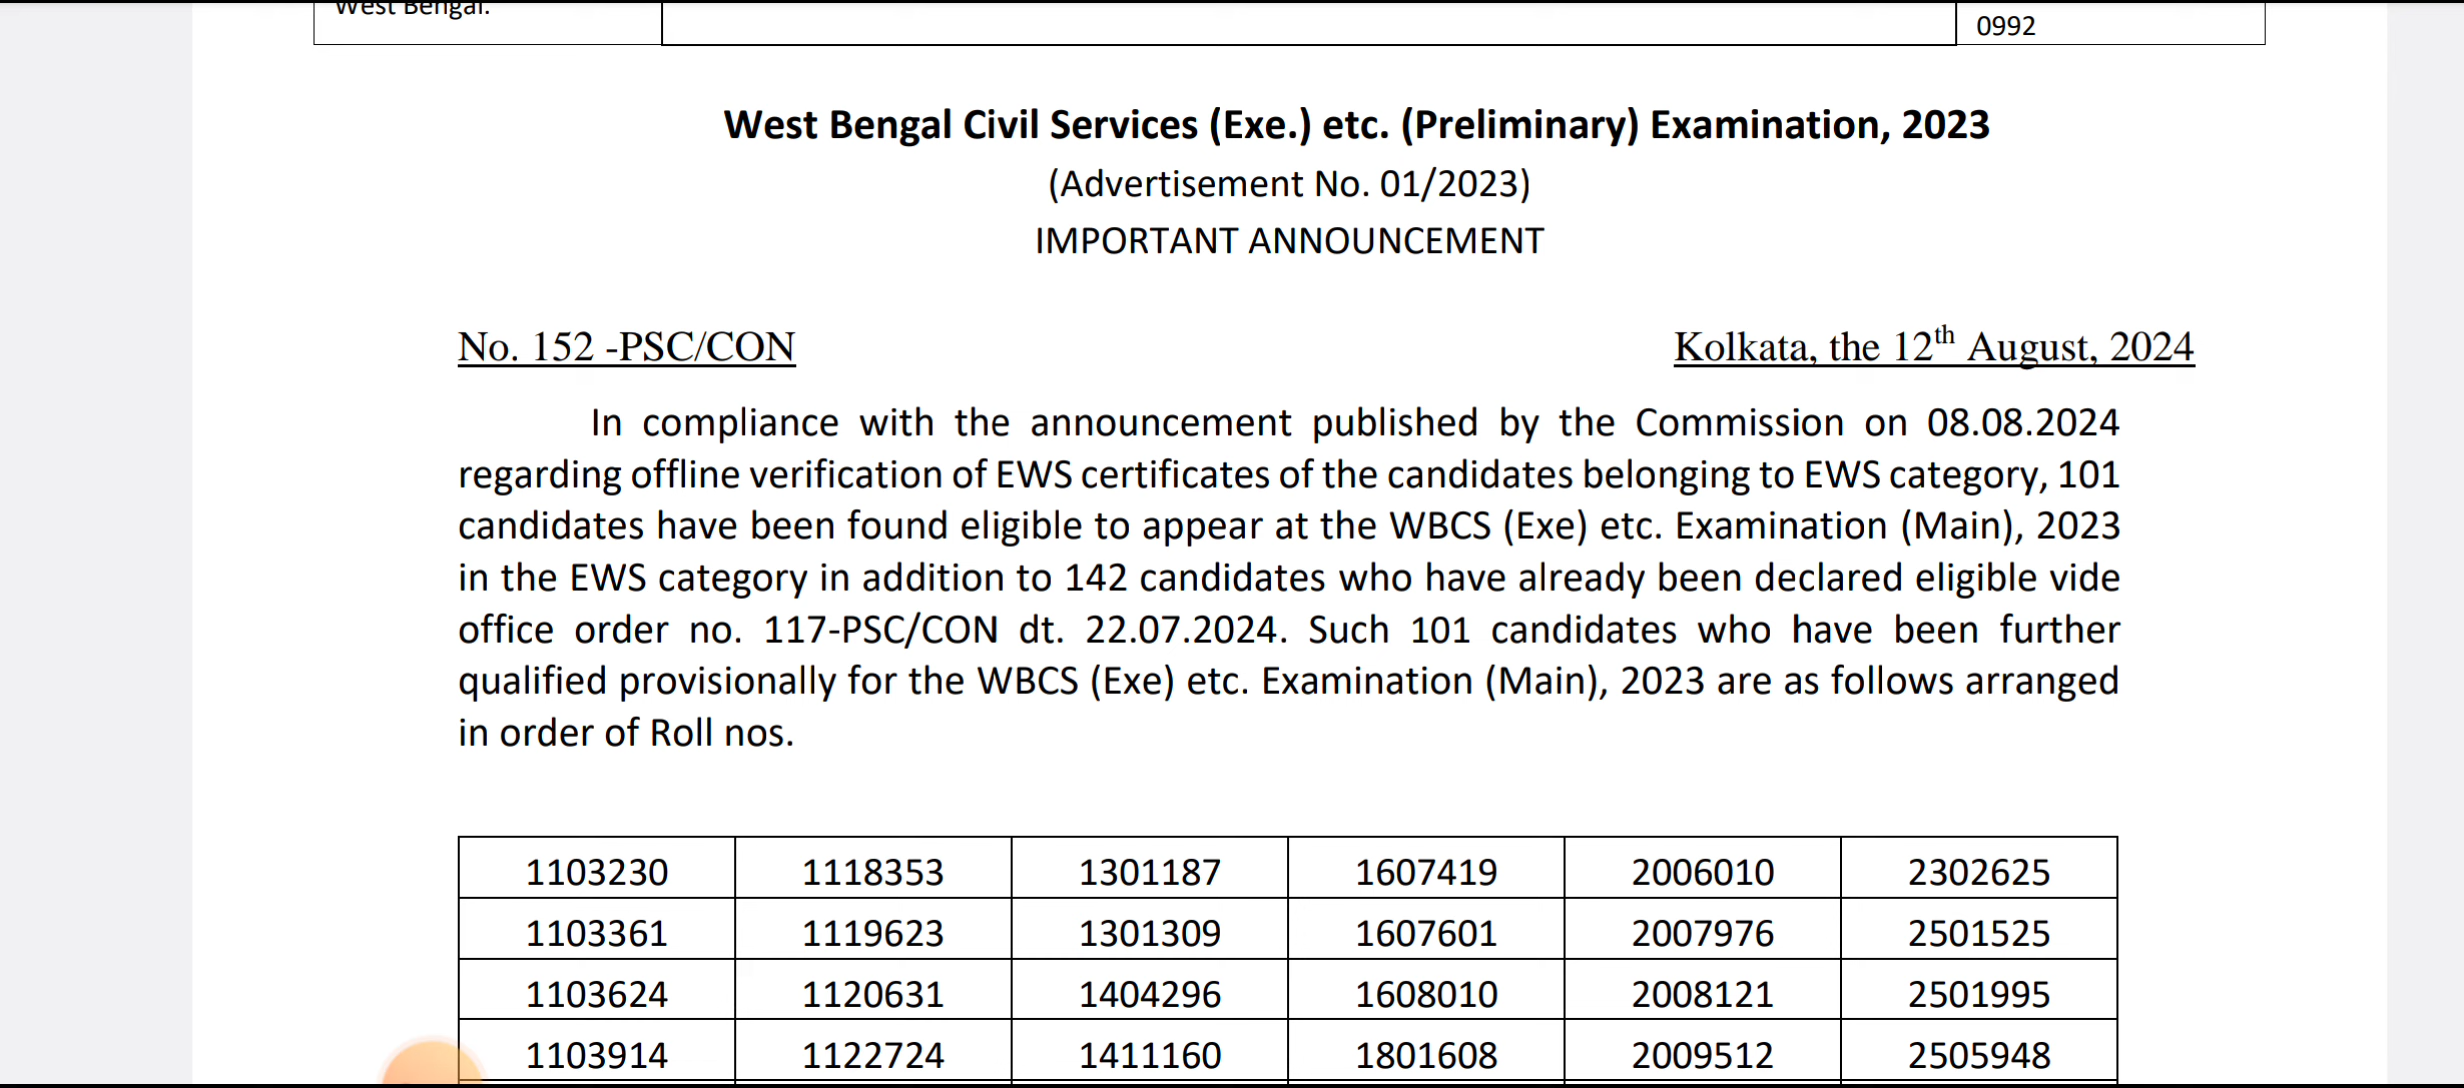 West Bengal.
0992
West Bengal Civil Services (Exe.) etc. (Preliminary) Examination, 2023
(Advertisement No. 01/2023)
IMPORTANT ANNOUNCEMENT
No. 152 -PSC/CON Kolkata, the 12th August, 2024
In compliance with the announcement published by the Commission on 08.08.2024
regarding offline verification of EWS certificates of the candidates belonging to EWS category, 101
candidates have been found eligible to appear at the WBCS (Exe) etc. Examination (Main), 2023
in the EWS category in addition to 142 candidates who have already been declared eligible vide
office order no. 117-PSC/CON dt. 22.07.2024. Such 101 candidates who have been further
qualified provisionally for the WBCS (Exe) etc. Examination (Main), 2023 are as follows arranged
in order of Roll nos.
1103230 1118353 1301187 1607419 2006010 2302625
1103361 1119623 1301309 1607601 2007976 2501525
1103624 1120631 1404296 1608010 2008121 2501995
1103914 1122724 1411160 1801608 2009512 2505948